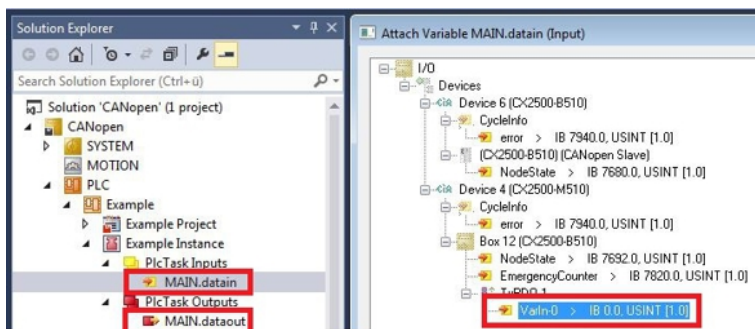 Solution Explorer
Search Solution Explorer (Ctrl+ü)
Solution 'CANopen' (1 project)
CANopen
SYSTEM
MOTION
PLC
Example
Example Project
Example Instance
PlcTask Inputs
MAIN.datain
PlcTask Outputs
MAIN.dataout
Attach Variable MAIN.datain (Input)
I/O
Devices
Device 6 (CX2500-B510)
CycleInfo
error > IB 7940.0, USINT [1.0]
(CX2500-B510) (CANopen Slave)
NodeState > IB 7680.0, USINT [1.0]
Device 4 (CX2500-M510)
CycleInfo
error > IB 7940.0, USINT [1.0]
Box 12 (CX2500-B510)
NodeState > IB 7692.0, USINT [1.0]
EmergencyCounter > IB 7820.0, USINT [1.0]
TxPDO 1
VarIn-0 > IB 0.0, USINT [1.0]